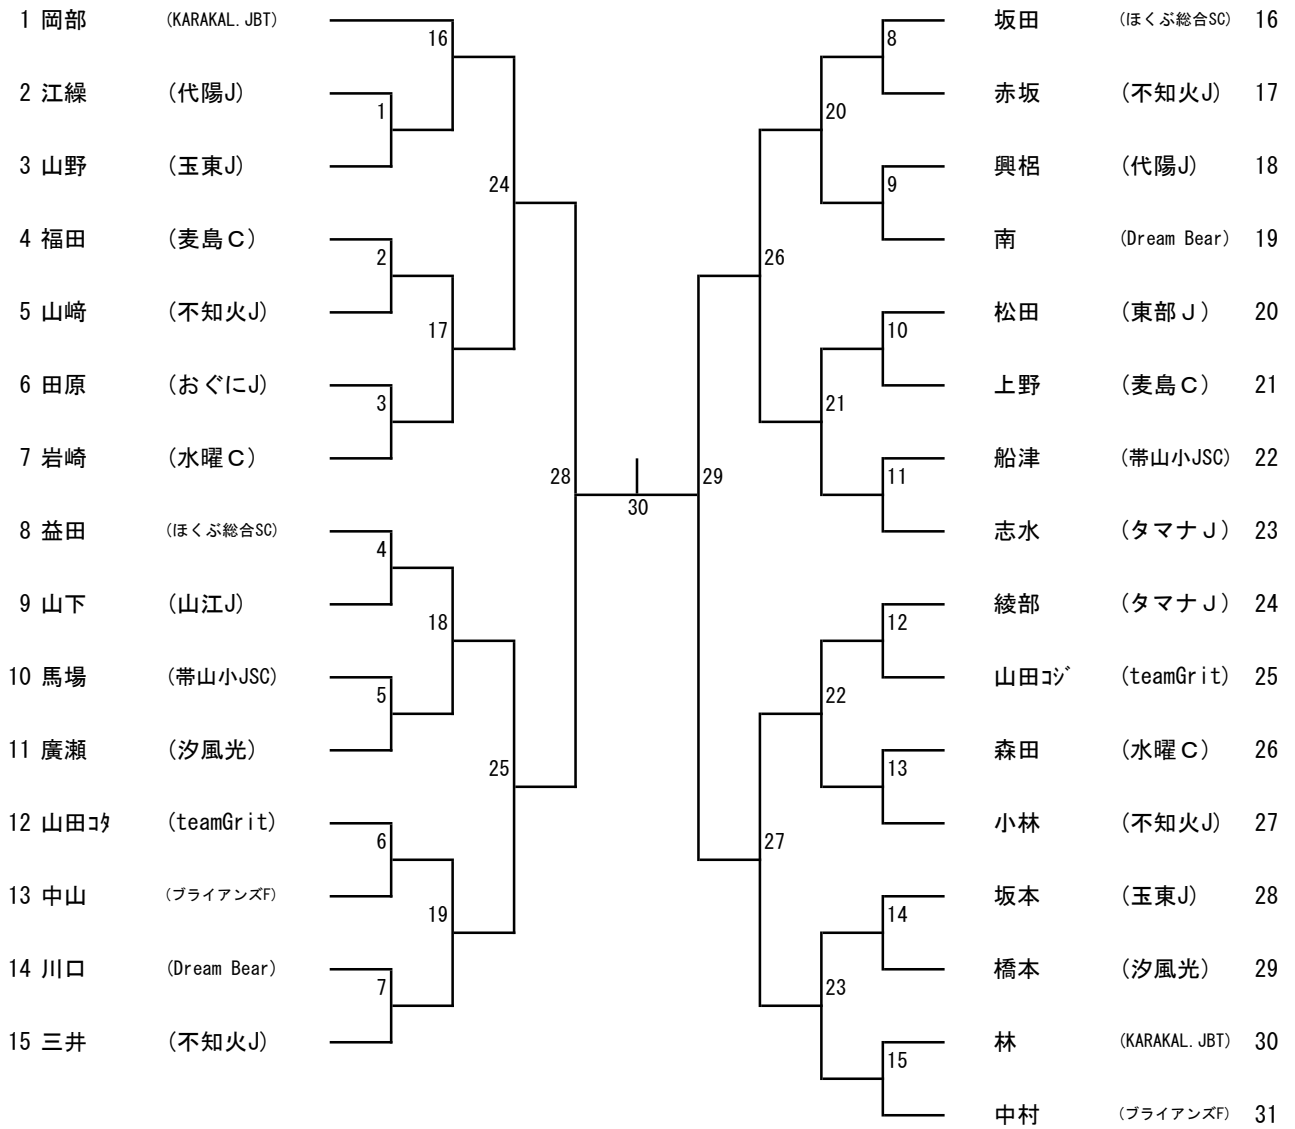 1 岡部 (KARAKAL.JBT)
2 江繰 (代陽J)
3 山野 (玉東J)
4 福田 (麦島Ｃ)
5 山﨑 (不知火J)
6 田原 (おぐにJ)
7 岩崎 (水曜Ｃ)
8 益田 (ほくぶ総合SC)
9 山下 (山江J)
10 馬場 (帯山小JSC)
11 廣瀬 (汐風光)
12 山田ｺﾀ (teamGrit)
13 中山 (ブライアンズF)
14 川口 (Dream Bear)
15 三井 (不知火J)
16
1
24
2
17
3
28
4
18
5
25
6
19
7
30
坂田 (ほくぶ総合SC) 16
赤坂 (不知火J) 17
興梠 (代陽J) 18
南 (Dream Bear) 19
松田 (東部Ｊ) 20
上野 (麦島Ｃ) 21
船津 (帯山小JSC) 22
志水 (タマナＪ) 23
綾部 (タマナＪ) 24
山田ｺｼﾞ (teamGrit) 25
森田 (水曜Ｃ) 26
小林 (不知火J) 27
坂本 (玉東J) 28
橋本 (汐風光) 29
林 (KARAKAL.JBT) 30
中村 (ブライアンズF) 31
8
20
9
26
10
21
11
29
12
22
13
27
14
23
15